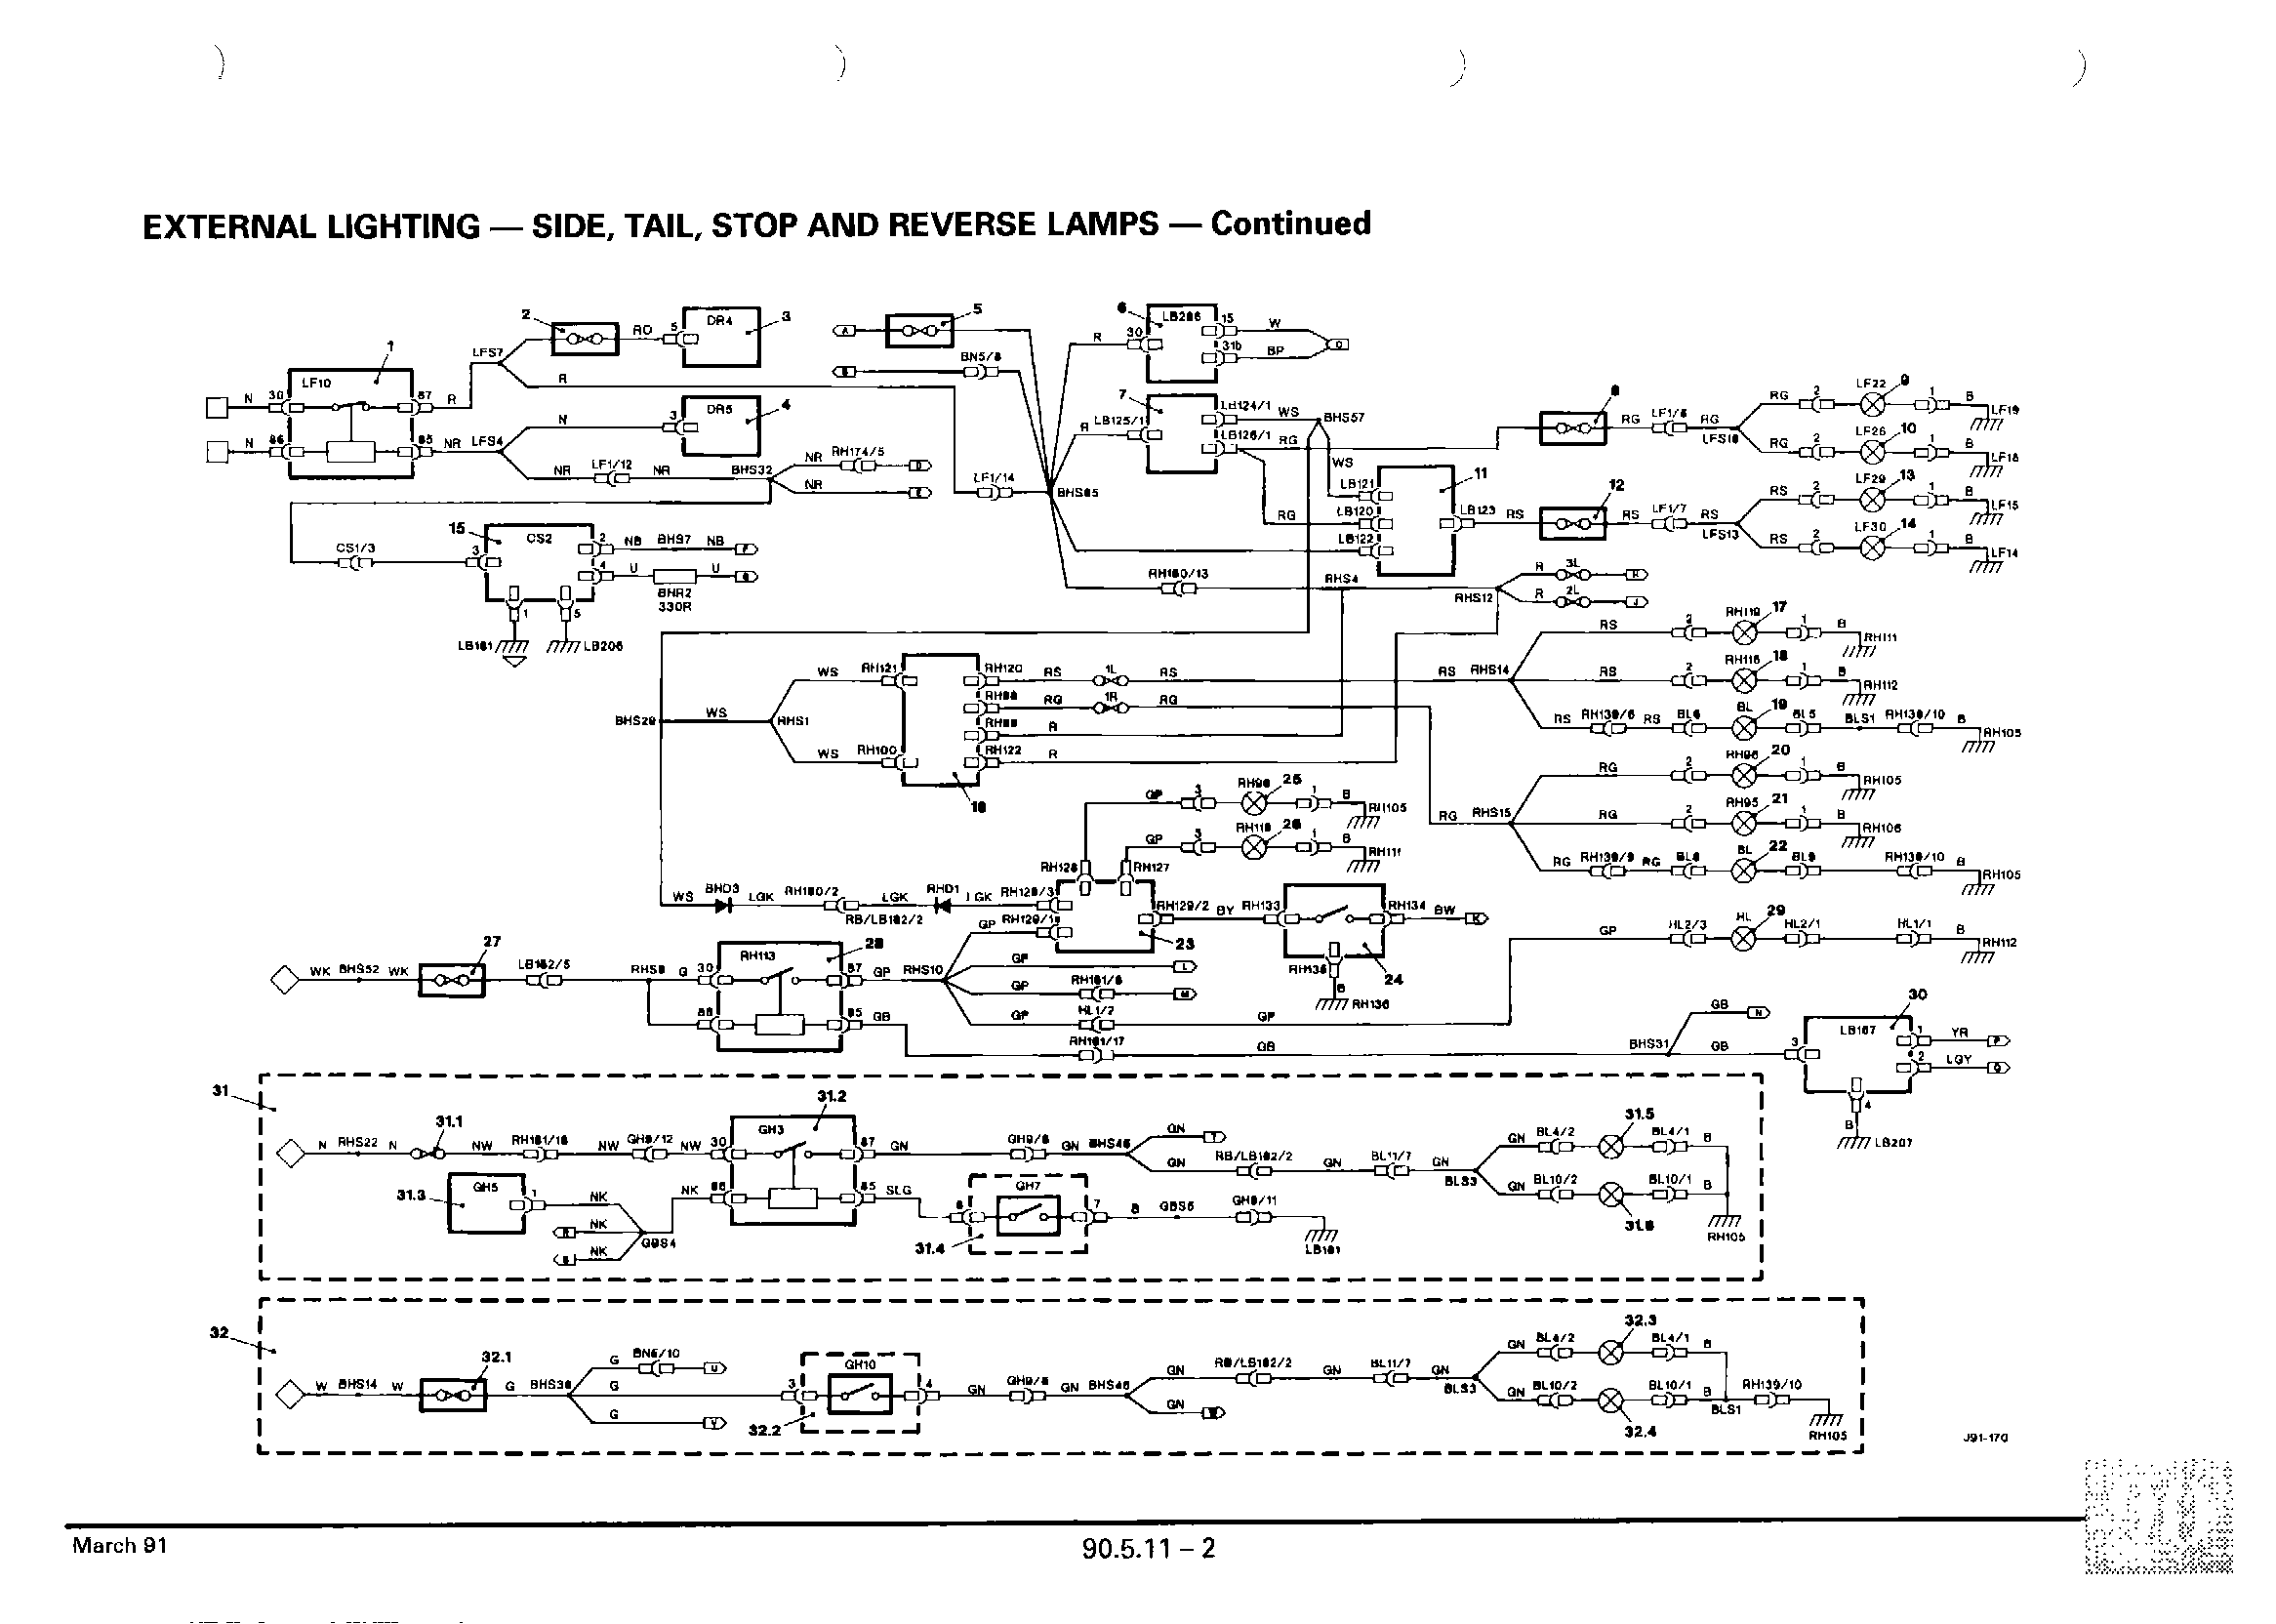 EXTERNAL LIGHTING — SIDE, TAIL, STOP AND REVERSE LAMPS — Continued
1
LF10
N 30 87 R
N 86 85 NR LFS4
LFS7
2
RO 5 DR4 3
R
N 3 DR5 4
NR LF1/12 NR BHS32
NR RH174/5
NR
A 5
BN5/8
LF1/14 BHS65
6
R 30 LB286 15 W
31b BP
7
R LB125/1 LB124/1 WS BHS57
LB126/1 RG
WS
LB121 11
RG LB120 LB123 RS
LB122
8
RG LF1/6 RG LFS16
RG 2 LF22 9 1 B LF19
RG 2 LF26 10 1 B LF18
12
RS LF1/7 RS LFS13
RS 2 LF29 13 1 B LF15
RS 2 LF30 14 1 B LF14
15
CS1/3 3 CS2 2 NB BH97 NB
4 U U
BNR2
330R
1 5
LB181 LB206
RH180/13 RHS4
RHS12 R 3L
R 2L
BHS29 WS RHS1
WS RH121 RH120 RS 1L RS RS RHS14
RG 1R RG
R
WS RH100 RH122 R
16
RS 2 RH119 17 1 B RH111
RS 2 RH116 18 1 B RH112
RS RH139/6 RS BL6 BL 19 BL5 BLS1 RH139/10 B RH105
RG RHS15
RG 2 RH96 20 1 B RH105
RG 2 RH95 21 1 B RH106
RG RH139/9 RG BL8 BL 22 BL9 RH139/10 B RH105
GP 3 25 1 B RH105
GP 3 26 1 B RH111
RH127
WS BHD3 LGK RH180/2 LGK RHD1 LGK RH129/3
RB/LB182/2
GP RH129/1
RH129/2 BY RH133 RH134 BW
23
24
RH135
B
RH136
WK BHS52 WK 27
LB182/5
RHS8 G 30 RH113 28 87 GP RHS10
86 85 GB
GP
GP RH181/6
GP HL1/2 GP
RH181/17 GB BHS31
GP HL2/3 HL 29 HL2/1 HL1/1 B RH112
GB
GB 3 LB187 30
1 YR
2 LGY
4
B
LB207
31
N RHS22 N 31.1 NW RH181/18 NW GH9/12 NW 30 GH3 31.2 87 GN
GH9/6 GN BHS46
GN
GN RB/LB182/2 GN BL11/7 GN BLS3
GN BL4/2 31.5 BL4/1 B
GN BL10/2 31.6 BL10/1 B
RH105
31.3 GH5 1 NK
NK
NK GBS4
NK 86 85 SLG
GH7
6 7 B GBS5 GH9/11
31.4
LB181
32
W BHS14 W 32.1 G BHS36
G BN6/10
G
G
3 GH10 4 GN GH9/6 GN BHS46
32.2
GN RB/LB182/2 GN BL11/7 GN BLS3
GN
GN BL4/2 32.3 BL4/1 B
GN BL10/2 32.4 BL10/1 B BLS1 RH139/10
RH105
J91-170
March 91
90.5.11 – 2